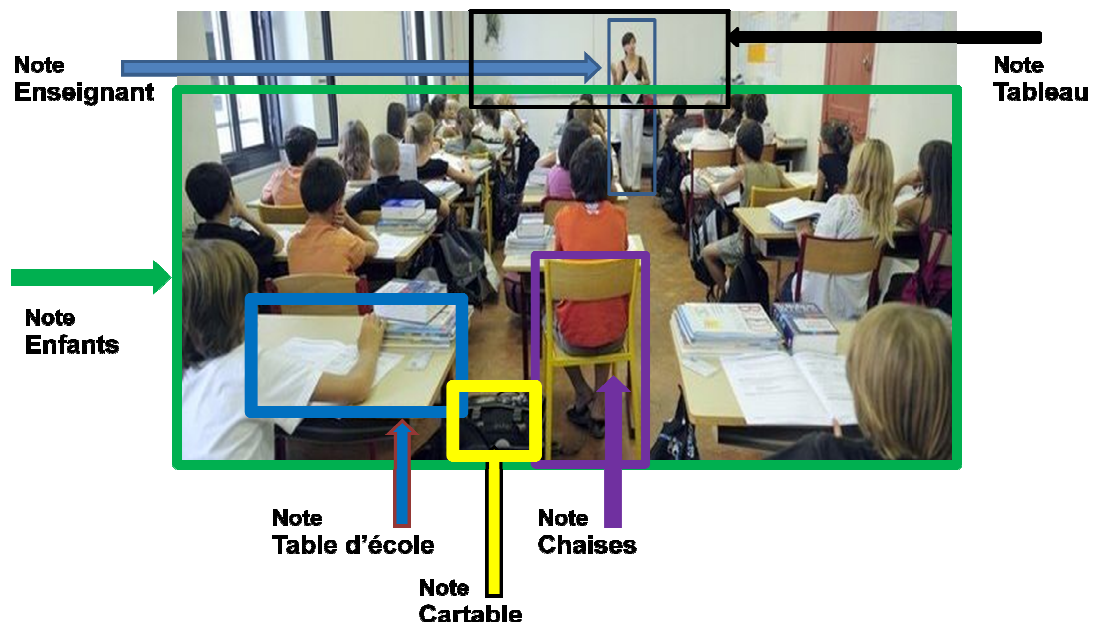 Note
Enseignant
Note
Tableau
Note
Enfants
Note
Table d'école
Note
Chaises
Note
Cartable